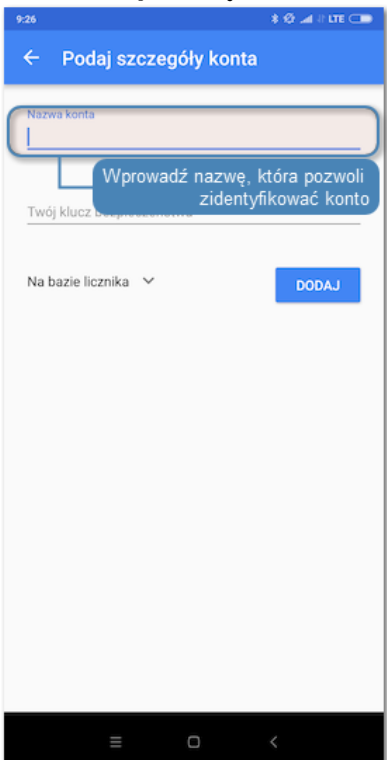 9:26 LTE
Podaj szczegóły konta
Nazwa konta
Wprowadź nazwę, która pozwoli
zidentyfikować konto
Twój klucz
Na bazie licznika
DODAJ